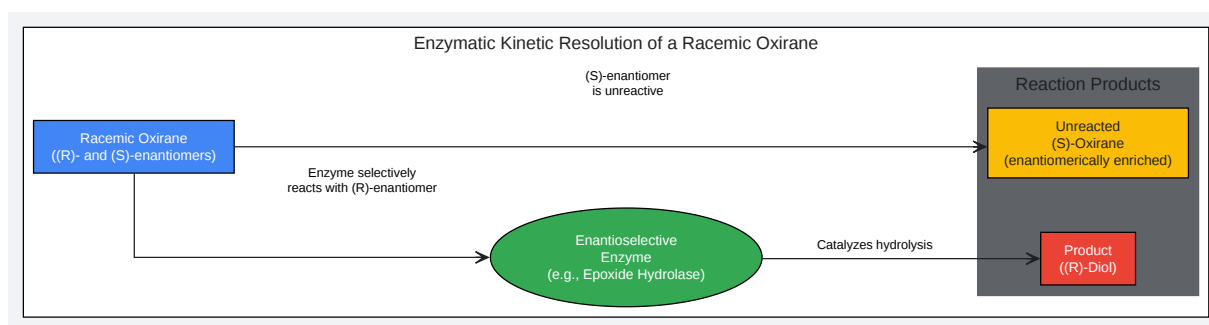 Enzymatic Kinetic Resolution of a Racemic Oxirane
(S)-enantiomer
is unreactive
Reaction Products
Racemic Oxirane
((R)- and (S)-enantiomers)
Unreacted
(S)-Oxirane
(enantiomerically enriched)
Enzyme selectively
reacts with (R)-enantiomer
Enantioselective
Enzyme
(e.g., Epoxide Hydrolase)
Catalyzes hydrolysis
Product
((R)-Diol)